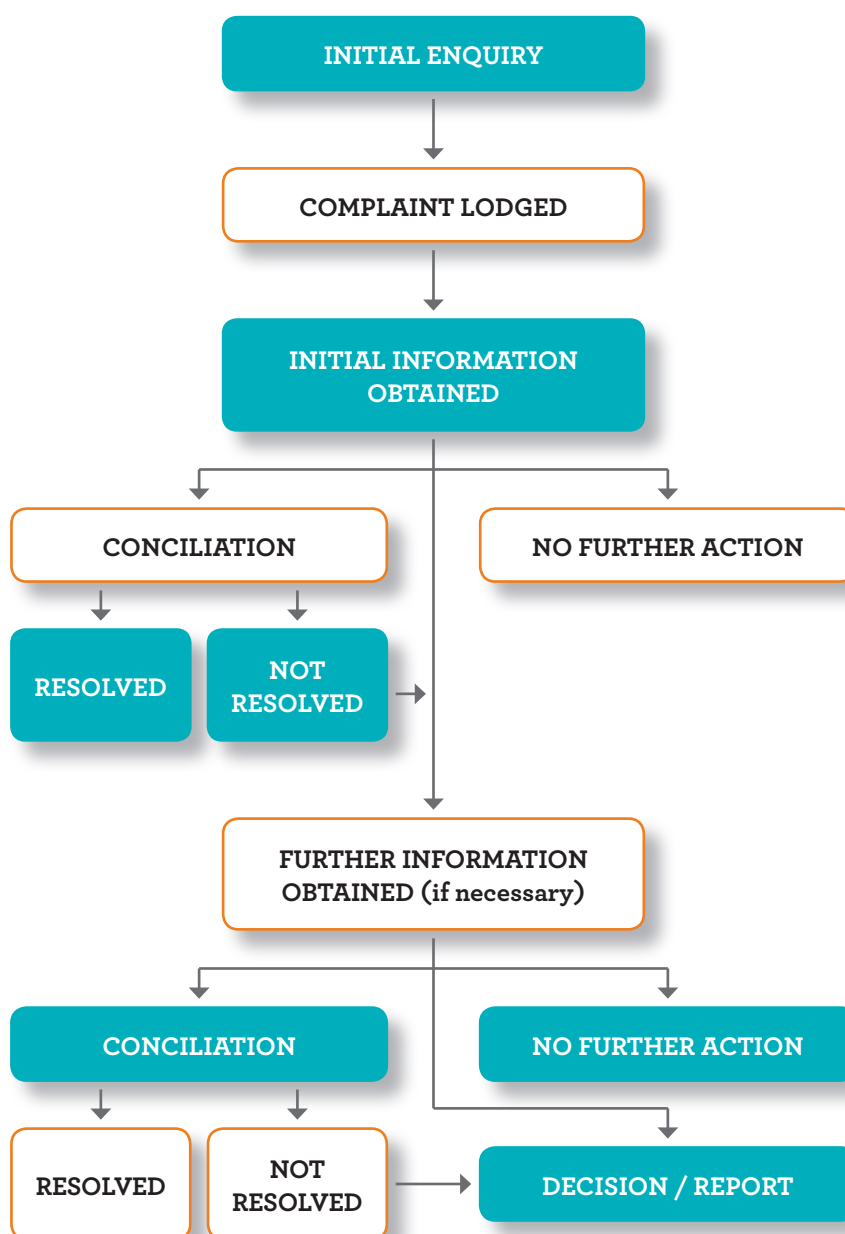 INITIAL ENQUIRY
COMPLAINT LODGED
INITIAL INFORMATION
OBTAINED
CONCILIATION
NO FURTHER ACTION
RESOLVED
NOT
RESOLVED
FURTHER INFORMATION
OBTAINED (if necessary)
CONCILIATION
NO FURTHER ACTION
RESOLVED
NOT
RESOLVED
DECISION / REPORT